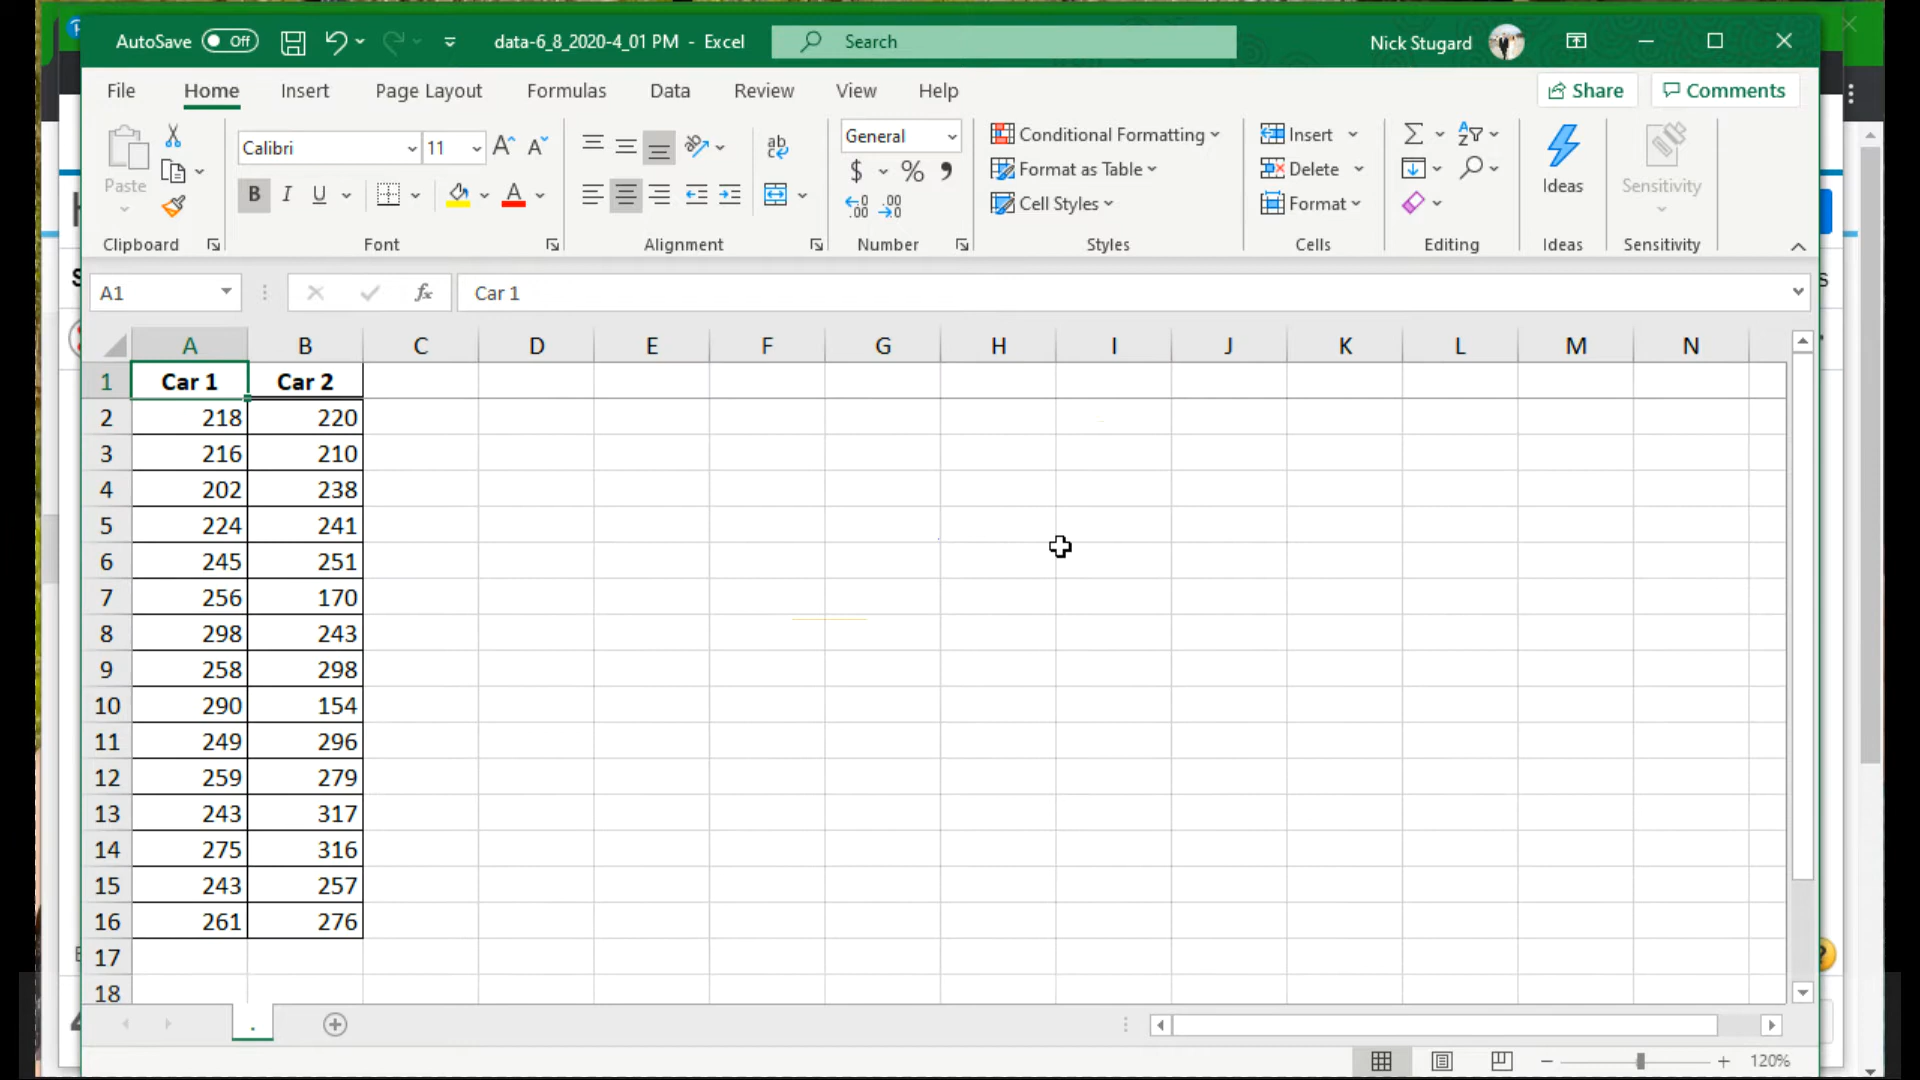 AutoSave Off data-6_8_2020-4_01 PM - Excel Search Nick Stugard
File Home Insert Page Layout Formulas Data Review View Help Share Comments
Paste
Clipboard
Calibri 11
B I U A
Font
ab
Alignment
General
$ % ,
.00
Number
Conditional Formatting
Format as Table
Cell Styles
Styles
Insert
Delete
Format
Cells
Editing
Ideas
Ideas
Sensitivity
Sensitivity
A1 fx Car 1
A B C D E F G H I J K L M N
1 Car 1 Car 2
2 218 220
3 216 210
4 202 238
5 224 241
6 245 251
7 256 170
8 298 243
9 258 298
10 290 154
11 249 296
12 259 279
13 243 317
14 275 316
15 243 257
16 261 276
17
18
.
120%